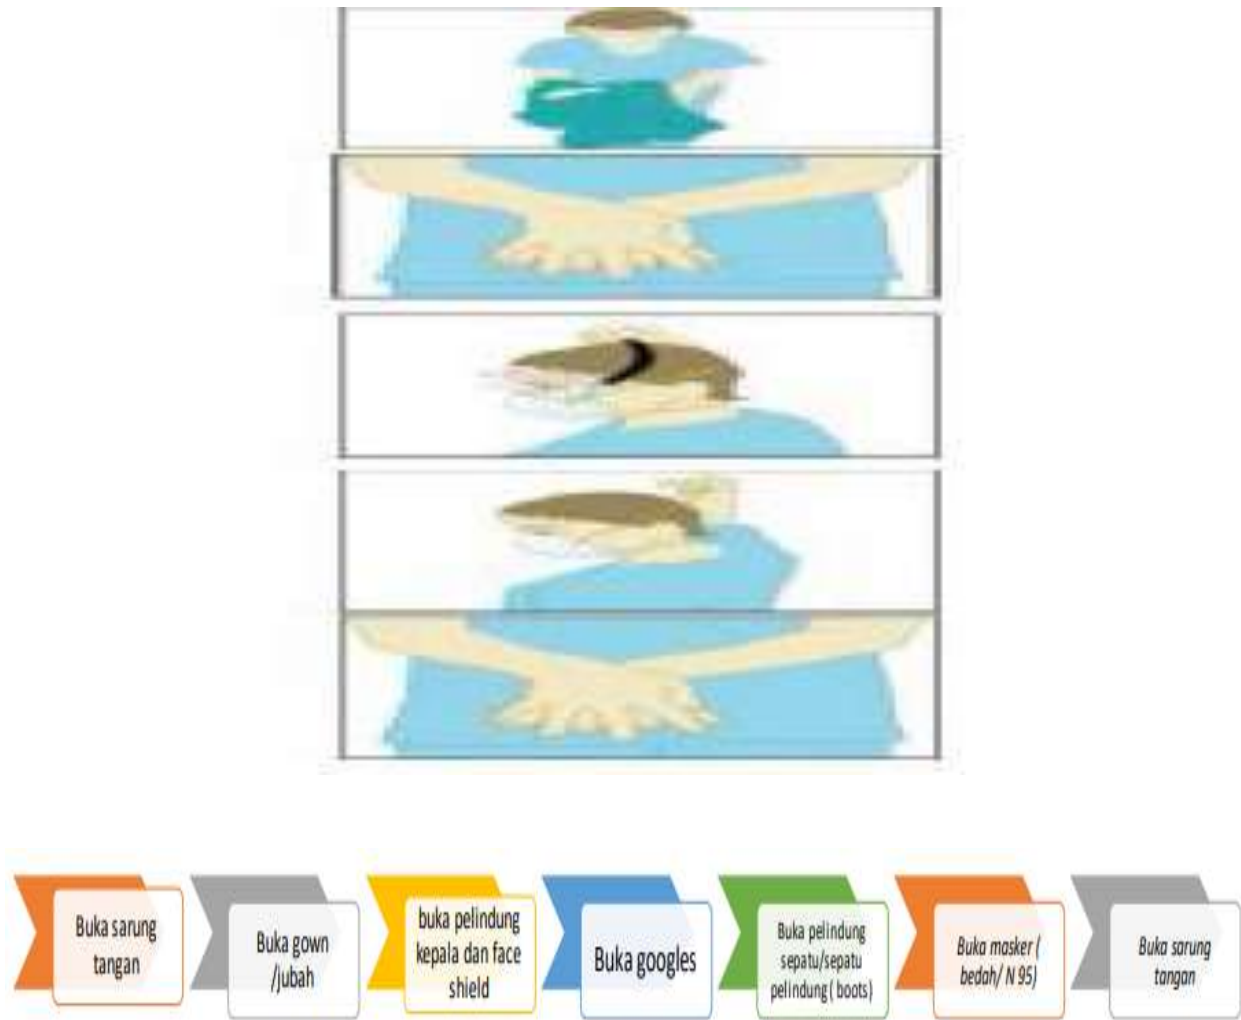 Buka sarung
tangan
Buka gown
/jubah
buka pelindung
kepala dan face
shield
Buka googles
Buka pelindung
sepatu/sepatu
pelindung ( boots)
Buka masker (
bedah/ N 95)
Buka sarung
tangan